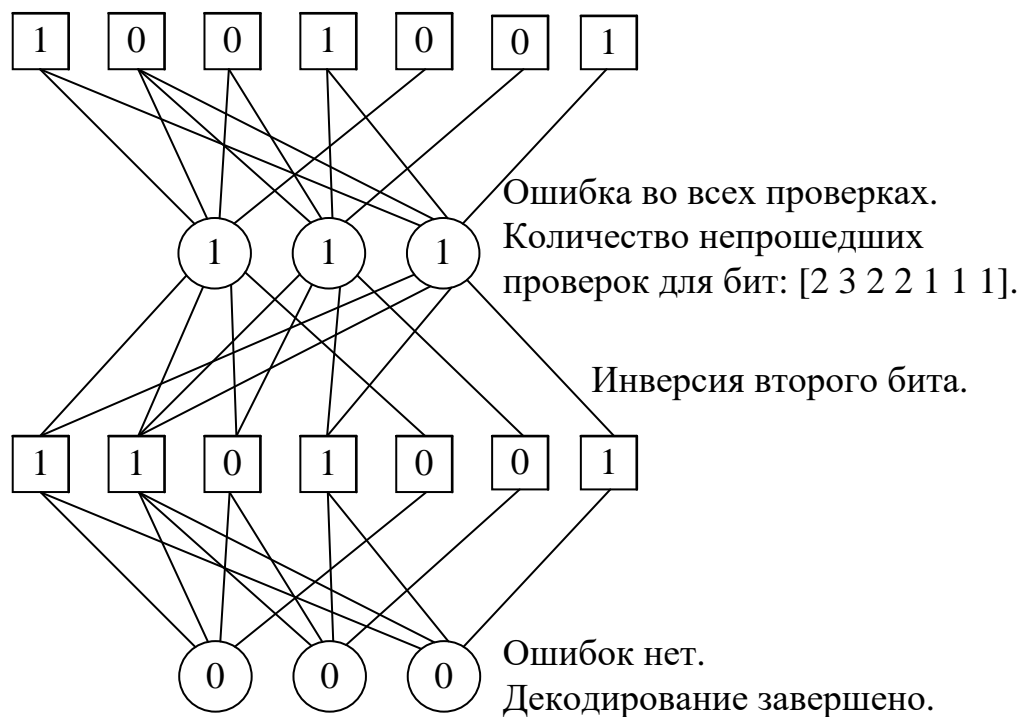 1 0 0 1 0 0 1
Ошибка во всех проверках.
Количество непрошедших
1 1 1
проверок для бит: [2 3 2 2 1 1 1].
Инверсия второго бита.
1 1 0 1 0 0 1
Ошибок нет.
0 0 0
Декодирование завершено.